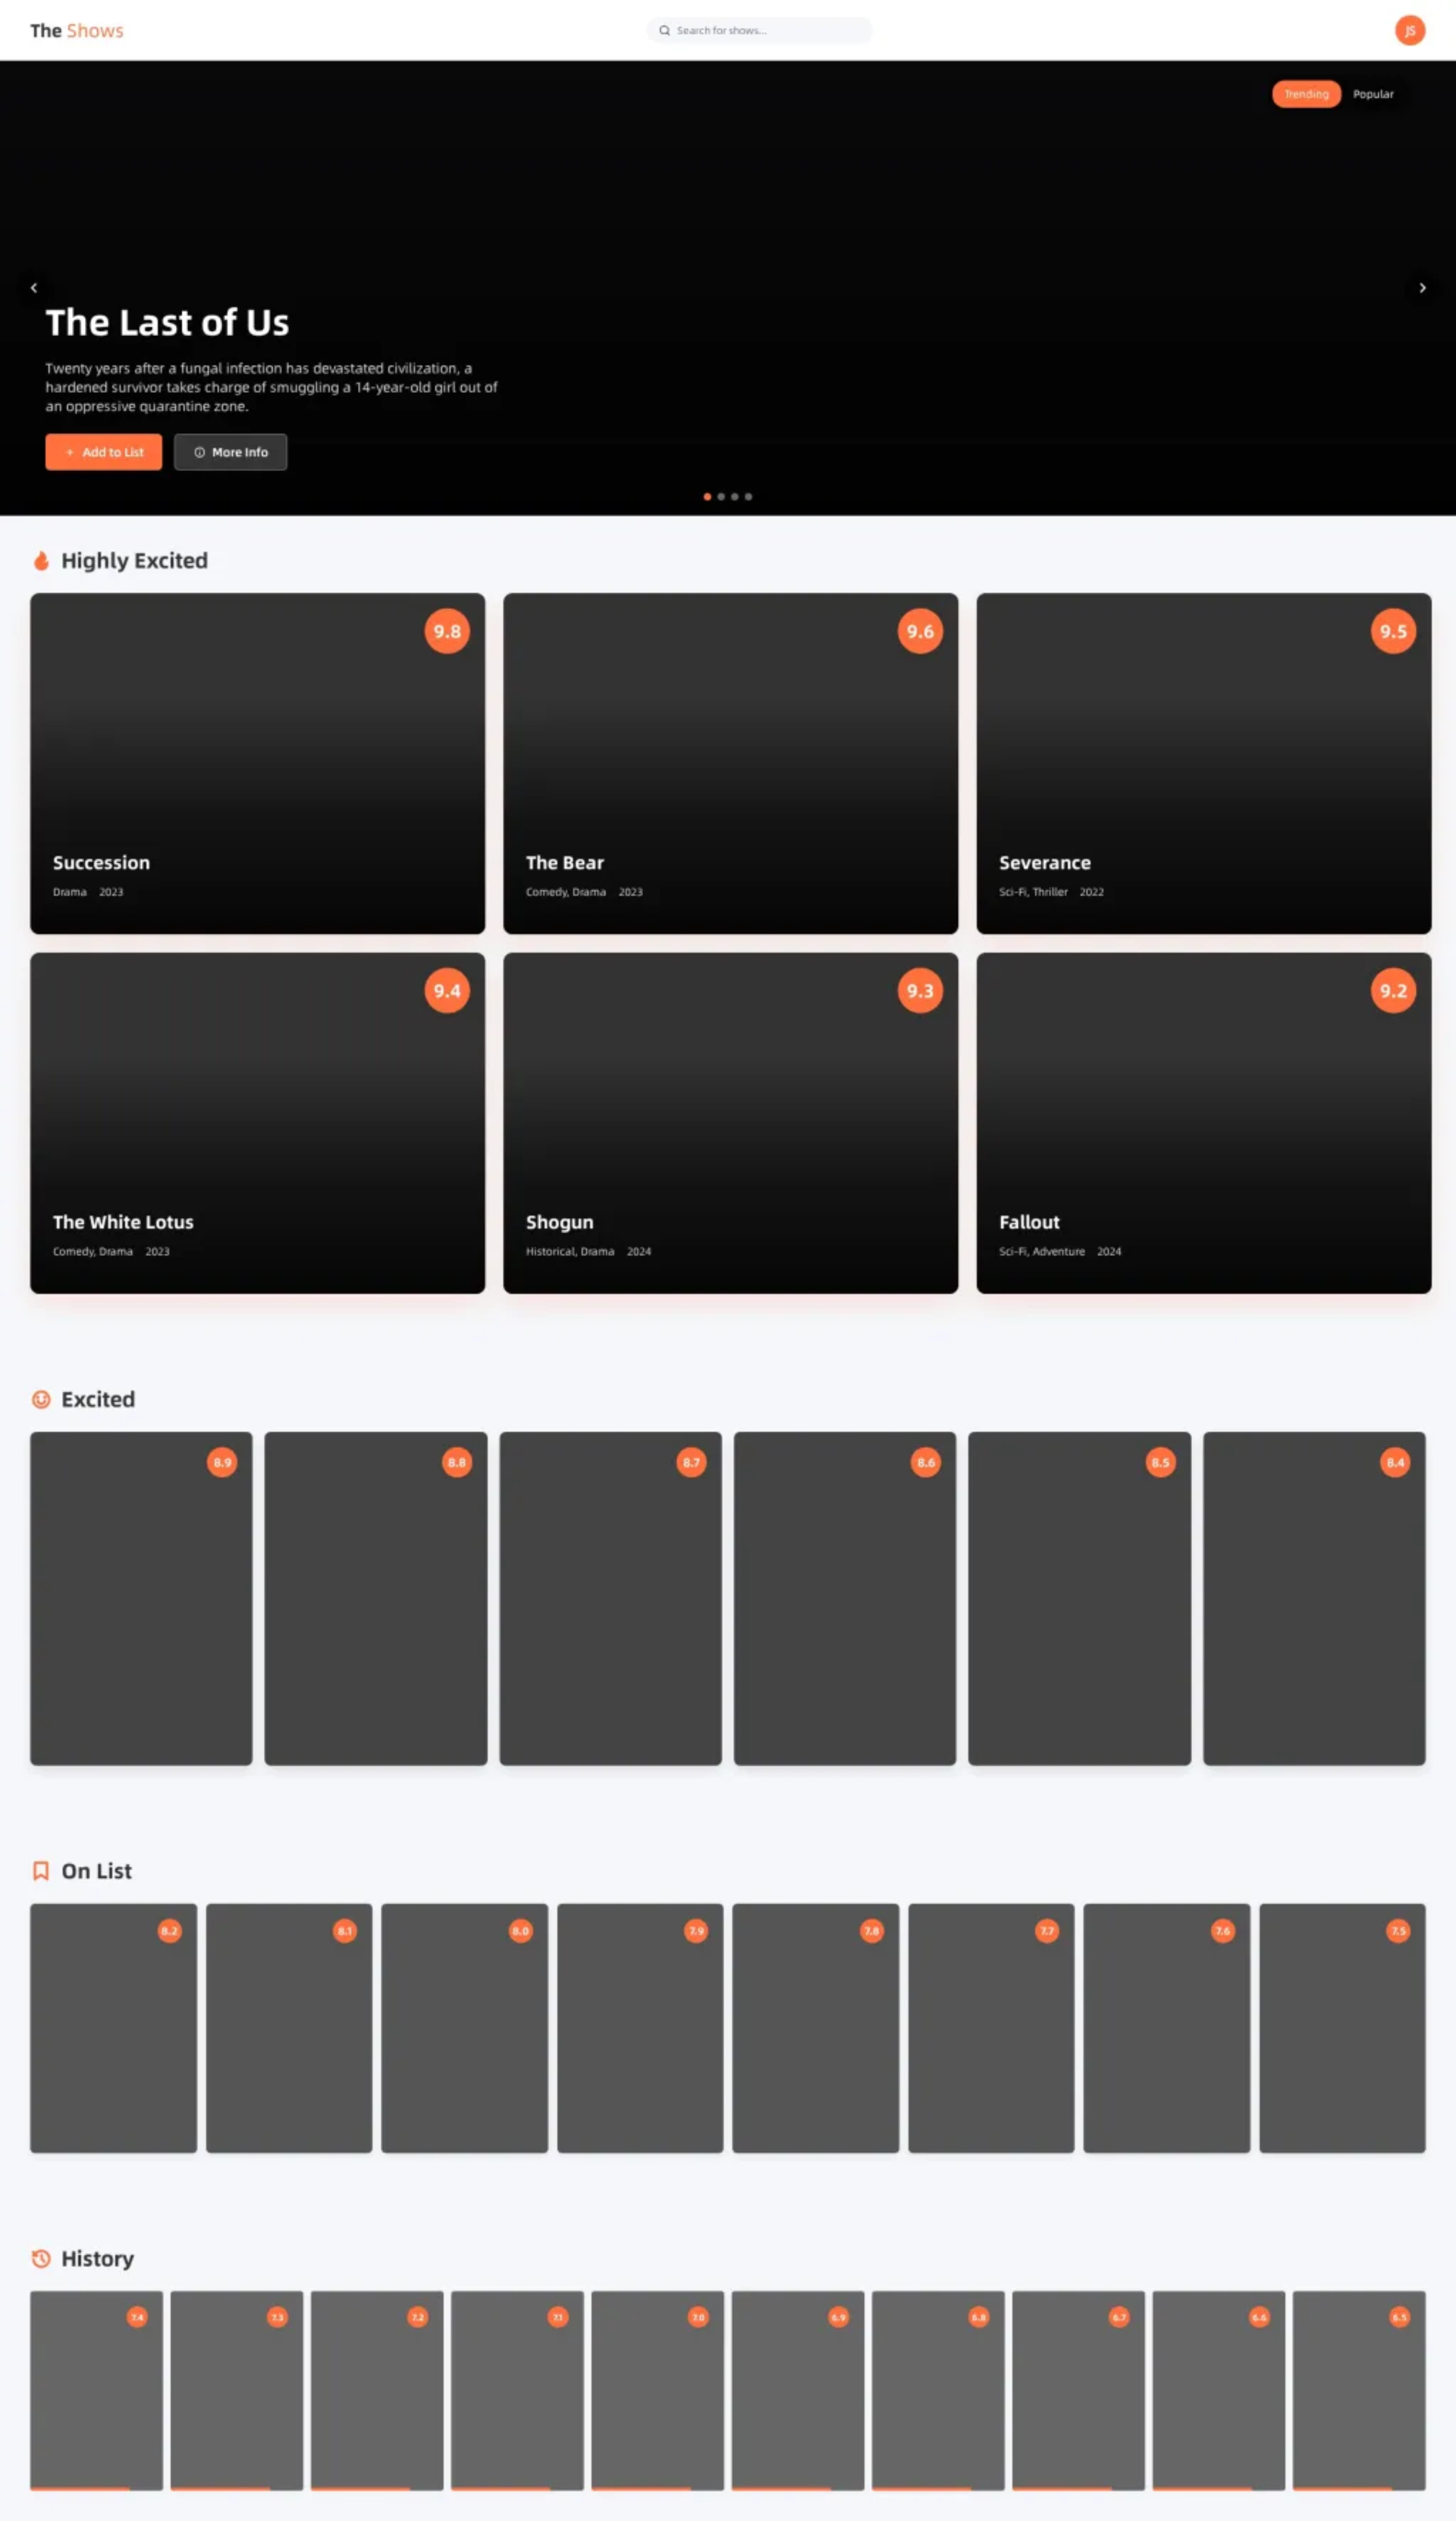 The Shows
Search for shows...
JS
Trending
Popular
The Last of Us
Twenty years after a fungal infection has devastated civilization, a
hardened survivor takes charge of smuggling a 14-year-old girl out of
an oppressive quarantine zone.
+ Add to List
More Info
Highly Excited
9.8
Succession
Drama 2023
9.6
The Bear
Comedy, Drama 2023
9.5
Severance
Sci-Fi, Thriller 2022
9.4
The White Lotus
Comedy, Drama 2023
9.3
Shogun
Historical, Drama 2024
9.2
Fallout
Sci-Fi, Adventure 2024
Excited
8.9
8.8
8.7
8.6
8.5
8.4
On List
8.2
8.1
8.0
7.9
7.8
7.7
7.6
7.5
History
7.4
7.3
7.2
7.1
7.0
6.9
6.8
6.7
6.6
6.5